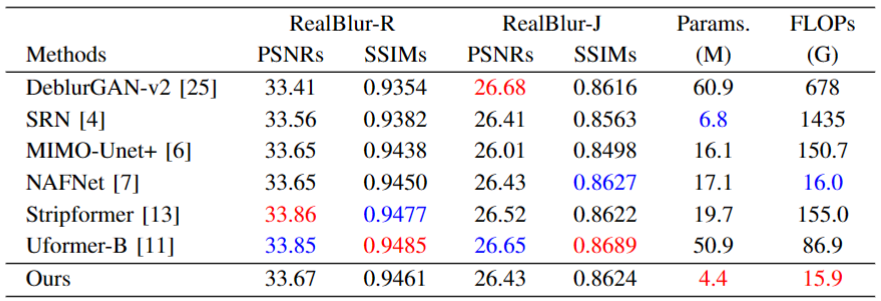 RealBlur-R RealBlur-J Params. FLOPs
Methods PSNRs SSIMs PSNRs SSIMs (M) (G)
DeblurGAN-v2 [25] 33.41 0.9354 26.68 0.8616 60.9 678
SRN [4] 33.56 0.9382 26.41 0.8563 6.8 1435
MIMO-Unet+ [6] 33.65 0.9438 26.01 0.8498 16.1 150.7
NAFNet [7] 33.65 0.9450 26.43 0.8627 17.1 16.0
Stripformer [13] 33.86 0.9477 26.52 0.8622 19.7 155.0
Uformer-B [11] 33.85 0.9485 26.65 0.8689 50.9 86.9
Ours 33.67 0.9461 26.43 0.8624 4.4 15.9